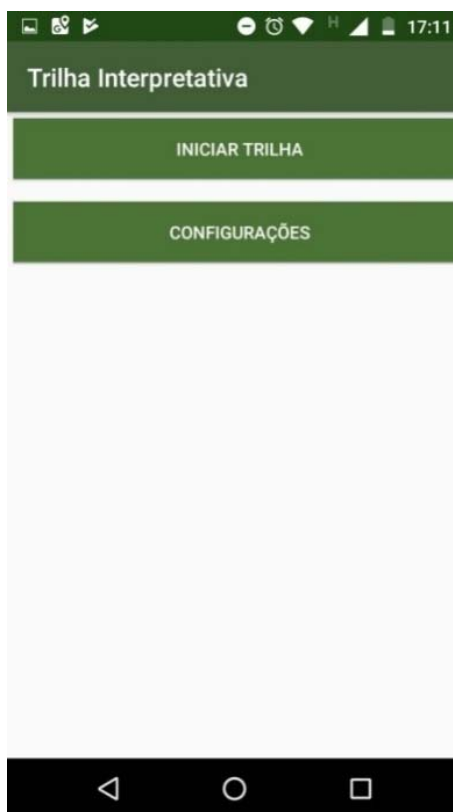 H 17:11
Trilha Interpretativa
INICIAR TRILHA
CONFIGURAÇÕES